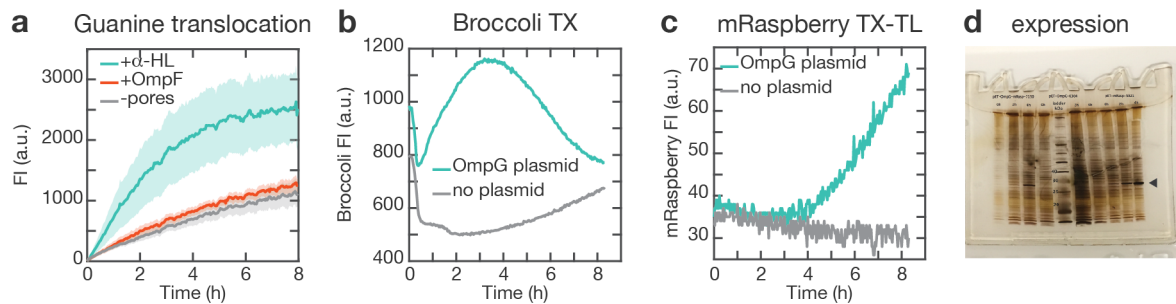 a Guanine translocation
+α-HL
+OmpF
-pores
FI (a.u.)
3000
2000
1000
0
0 2 4 6 8
Time (h)
b Broccoli TX
Broccoli FI (a.u.)
1200
1000
800
600
400
OmpG plasmid
no plasmid
0 2 4 6 8
Time (h)
c mRaspberry TX-TL
mRaspberry FI (a.u.)
70
60
50
40
30
OmpG plasmid
no plasmid
0 2 4 6 8
Time (h)
d expression